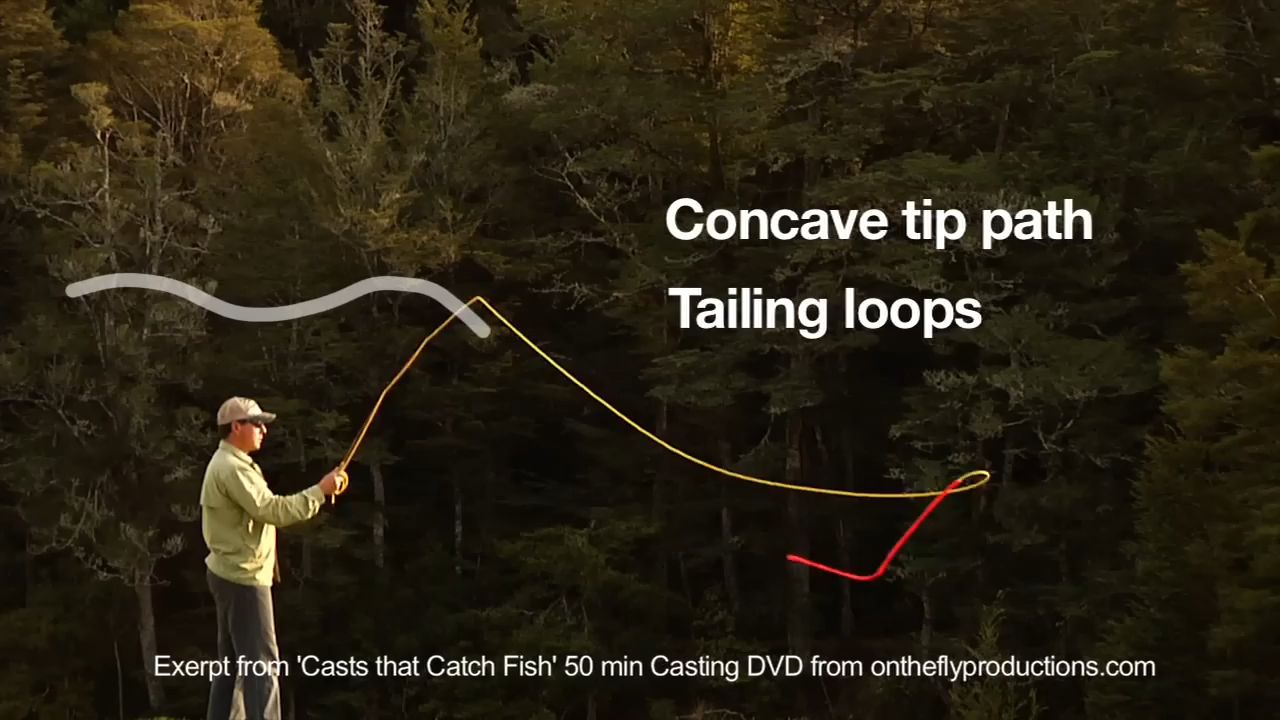 Concave tip path
Tailing loops
Exerpt from 'Casts that Catch Fish' 50 min Casting DVD from ontheflyproductions.com